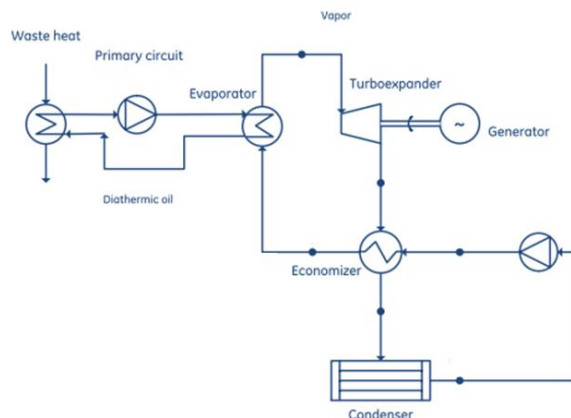 Vapor
Waste heat
Primary circuit
Evaporator
Turboexpander
~
Generator
Diathermic oil
Economizer
Condenser